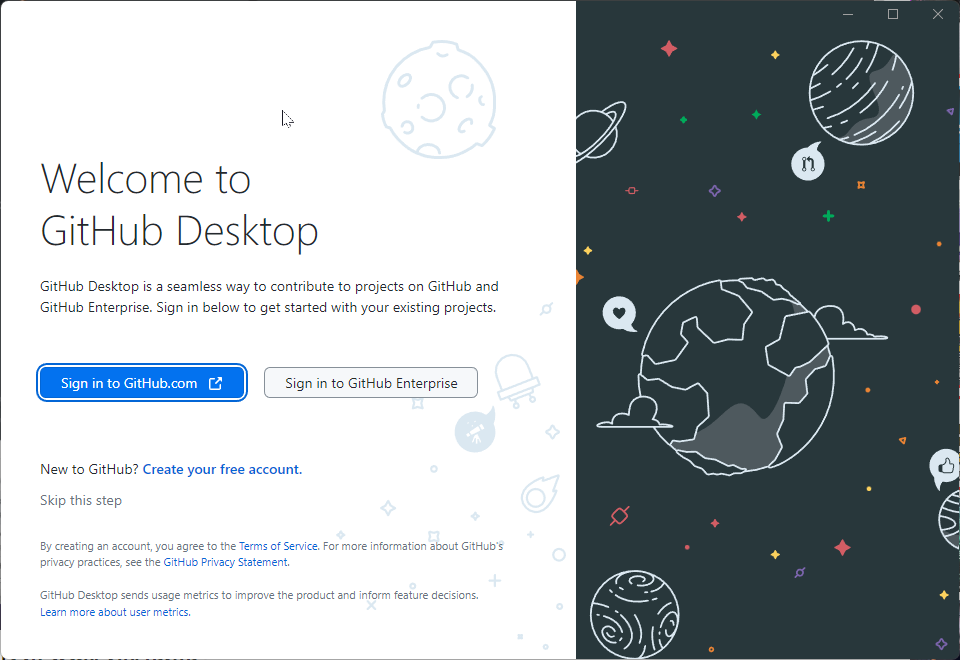 Welcome to
GitHub Desktop
GitHub Desktop is a seamless way to contribute to projects on GitHub and
GitHub Enterprise. Sign in below to get started with your existing projects.
Sign in to GitHub.com
Sign in to GitHub Enterprise
New to GitHub? Create your free account.
Skip this step
By creating an account, you agree to the Terms of Service. For more information about GitHub's
privacy practices, see the GitHub Privacy Statement.
GitHub Desktop sends usage metrics to improve the product and inform feature decisions.
Learn more about user metrics.